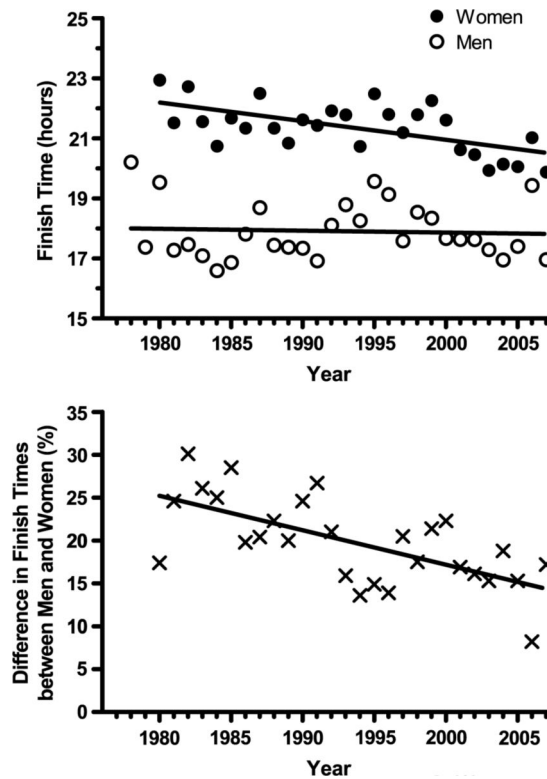 Women
Men
Finish Time (hours)
25
23
21
19
17
15
1980 1985 1990 1995 2000 2005
Year
Difference in Finish Times
between Men and Women (%)
35
30
25
20
15
10
5
0
1980 1985 1990 1995 2000 2005
Year